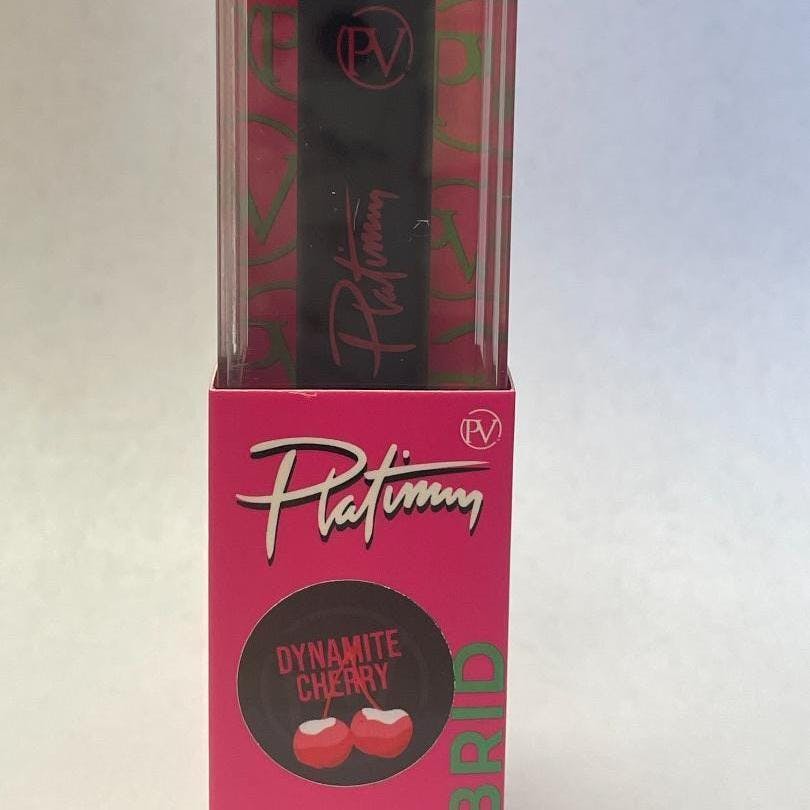 PV
Platinum
PV
Platinum
DYNAMITE
CHERRY
BRID